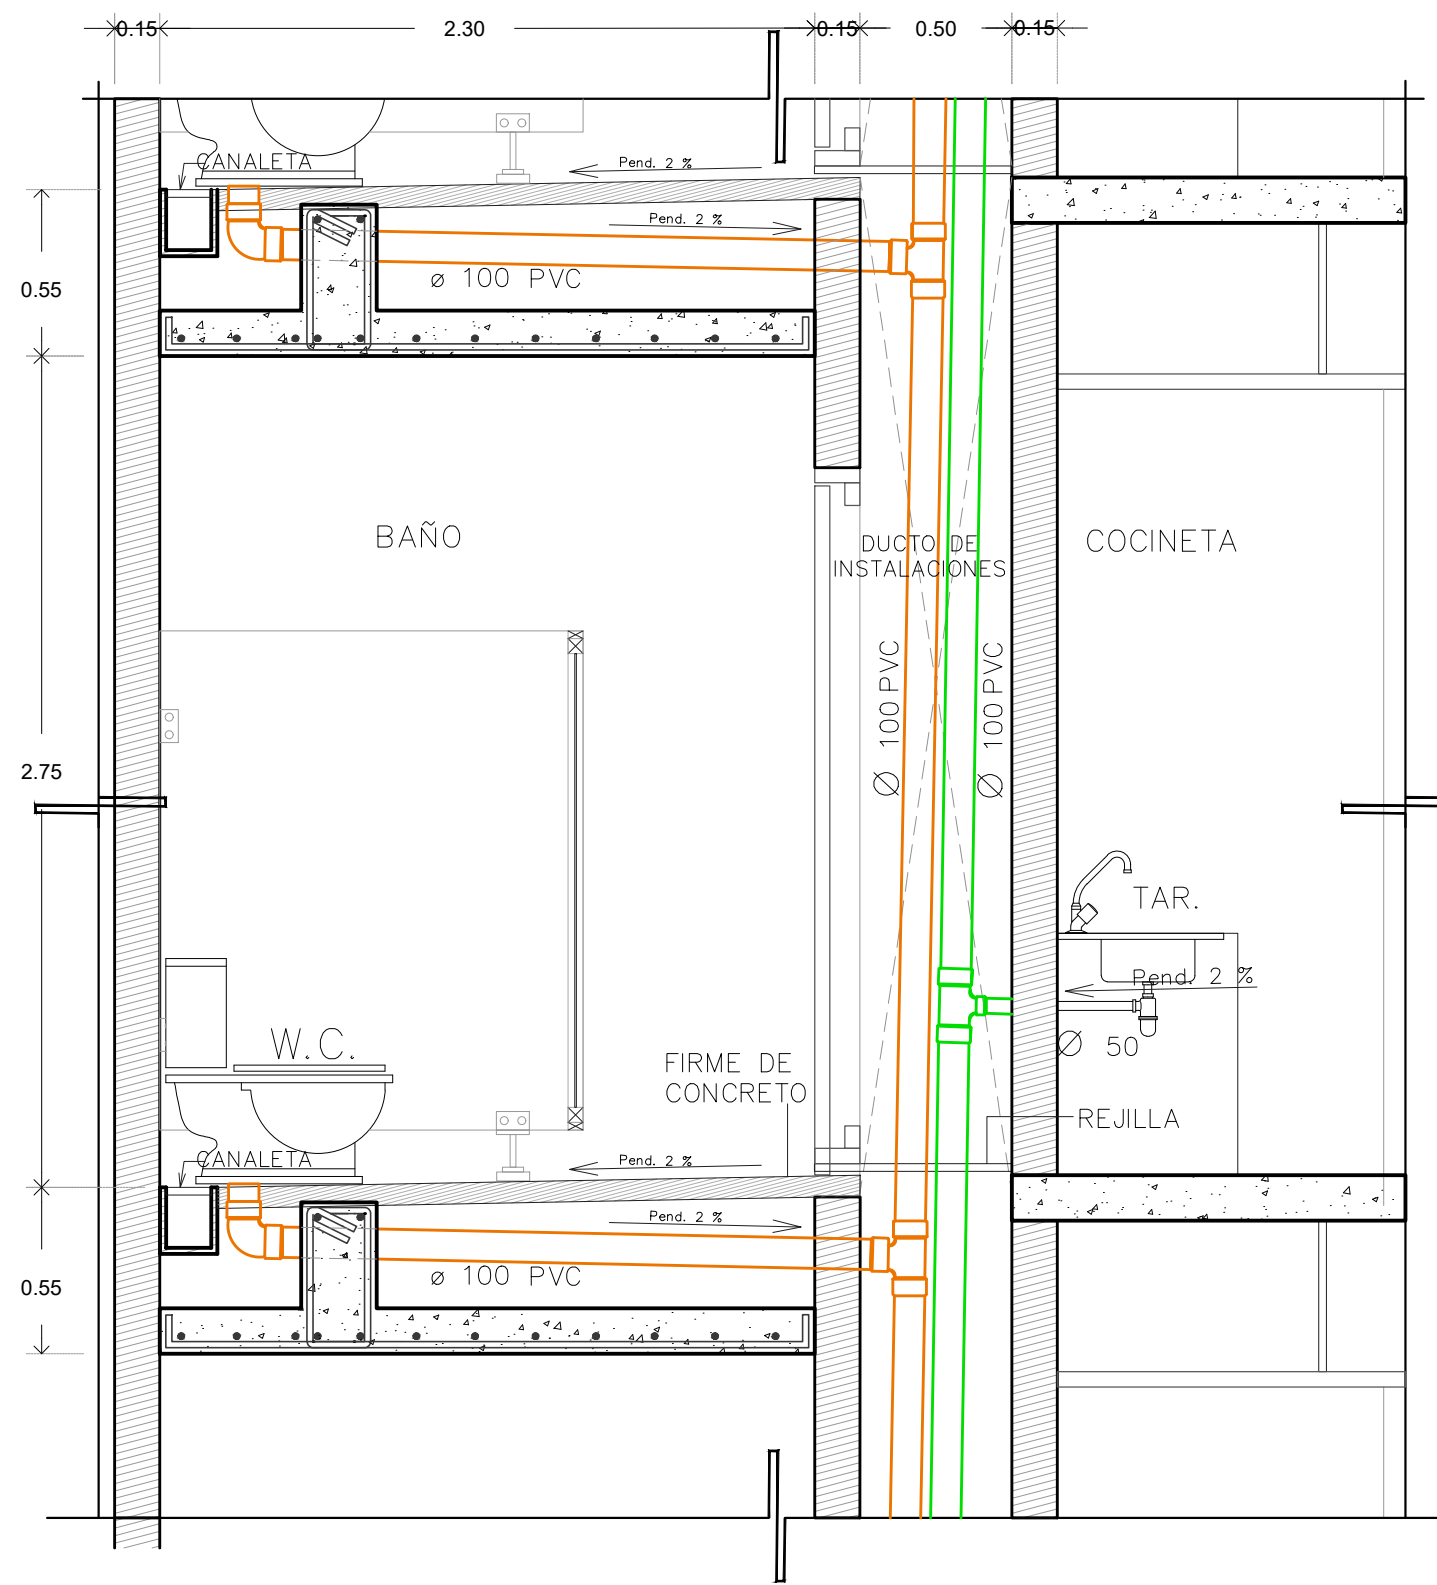 0.15
2.30
0.15
0.50
0.15
CANALETA
Pend. 2 %
Pend. 2 %
0.55
ø 100 PVC
BAÑO
DUCTO DE
INSTALACIONES
COCINETA
Ø 100 PVC
Ø 100 PVC
2.75
TAR.
Pend. 2 %
W.C.
Ø 50
FIRME DE
CONCRETO
REJILLA
CANALETA
Pend. 2 %
Pend. 2 %
0.55
ø 100 PVC